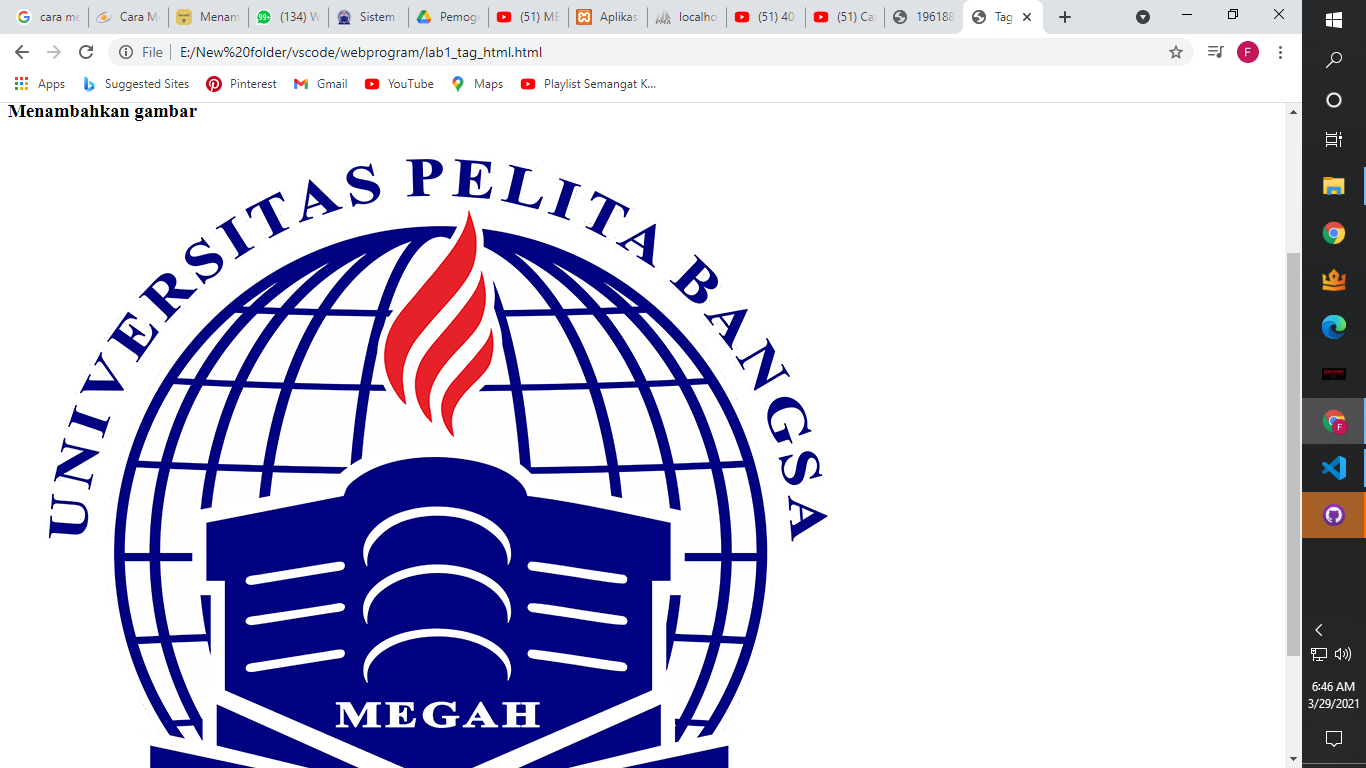 cara me
Cara M
Menam
99+
(134) W
Sistem
Pemog
(51) ME
Aplikas
localho
(51) 40
(51) Ca
196188
Tag
File
E:/New%20folder/vscode/webprogram/lab1_tag_html.html
F
Apps
Suggested Sites
Pinterest
Gmail
YouTube
Maps
Playlist Semangat K...
Menambahkan gambar
UNIVERSITAS PELITA BANGSA
MEGAH
F
6:46 AM
3/29/2021